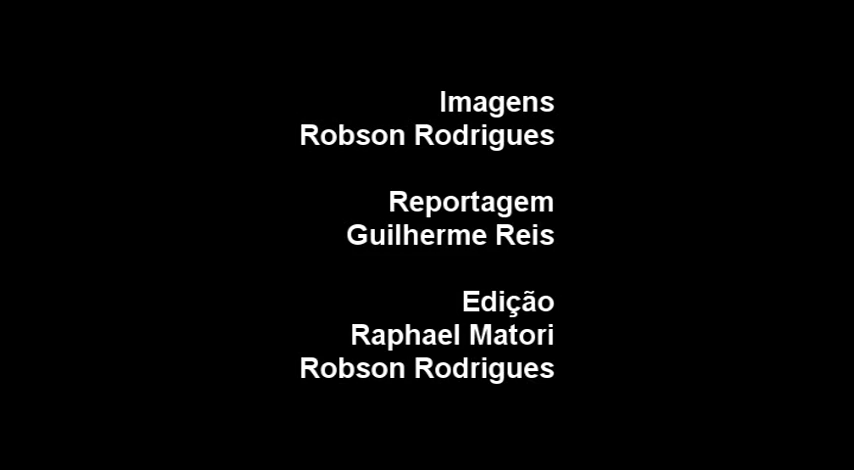 Imagens
Robson Rodrigues
Reportagem
Guilherme Reis
Edição
Raphael Matori
Robson Rodrigues